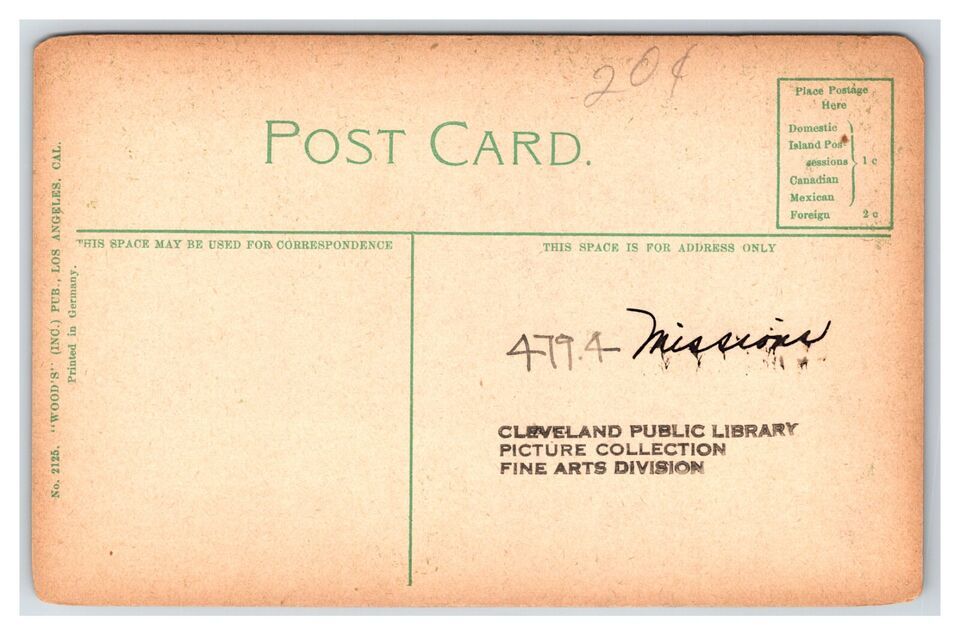 20¢
POST CARD.
Place Postage
Here
Domestic
Island Pos-
sessions
Canadian
Mexican
1 c
Foreign 2 c
THIS SPACE MAY BE USED FOR CORRESPONDENCE
THIS SPACE IS FOR ADDRESS ONLY
No. 2125. "WOOD'S" (INC.) PUB., LOS ANGELES, CAL.
Printed in Germany.
479.4 Missions
CLEVELAND PUBLIC LIBRARY
PICTURE COLLECTION
FINE ARTS DIVISION